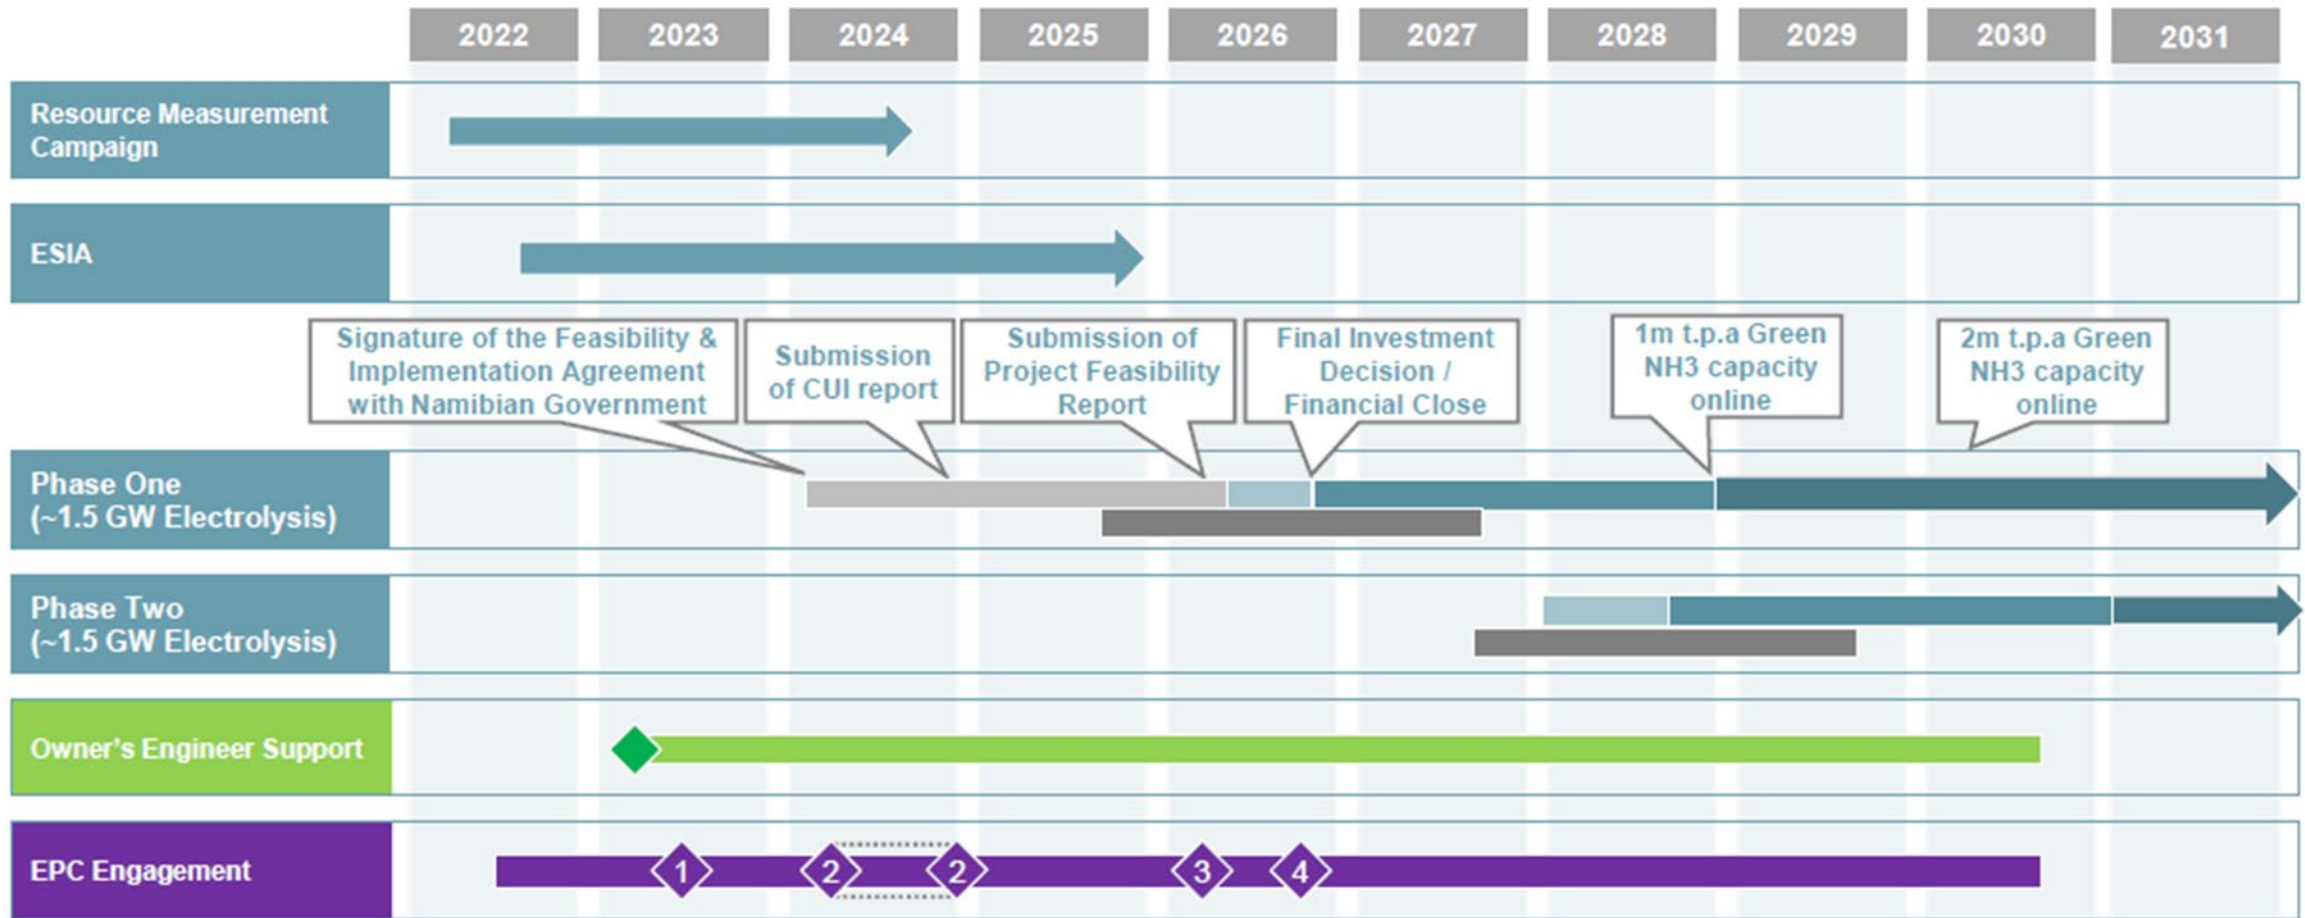 2022 2023 2024 2025 2026 2027 2028 2029 2030 2031
Resource Measurement
Campaign
ESIA
Signature of the Feasibility &
Implementation Agreement
with Namibian Government
Submission
of CUI report
Submission of
Project Feasibility
Report
Final Investment
Decision /
Financial Close
1m t.p.a Green
NH3 capacity
online
2m t.p.a Green
NH3 capacity
online
Phase One
(~1.5 GW Electrolysis)
Phase Two
(~1.5 GW Electrolysis)
Owner's Engineer Support
EPC Engagement
1 2 2 3 4